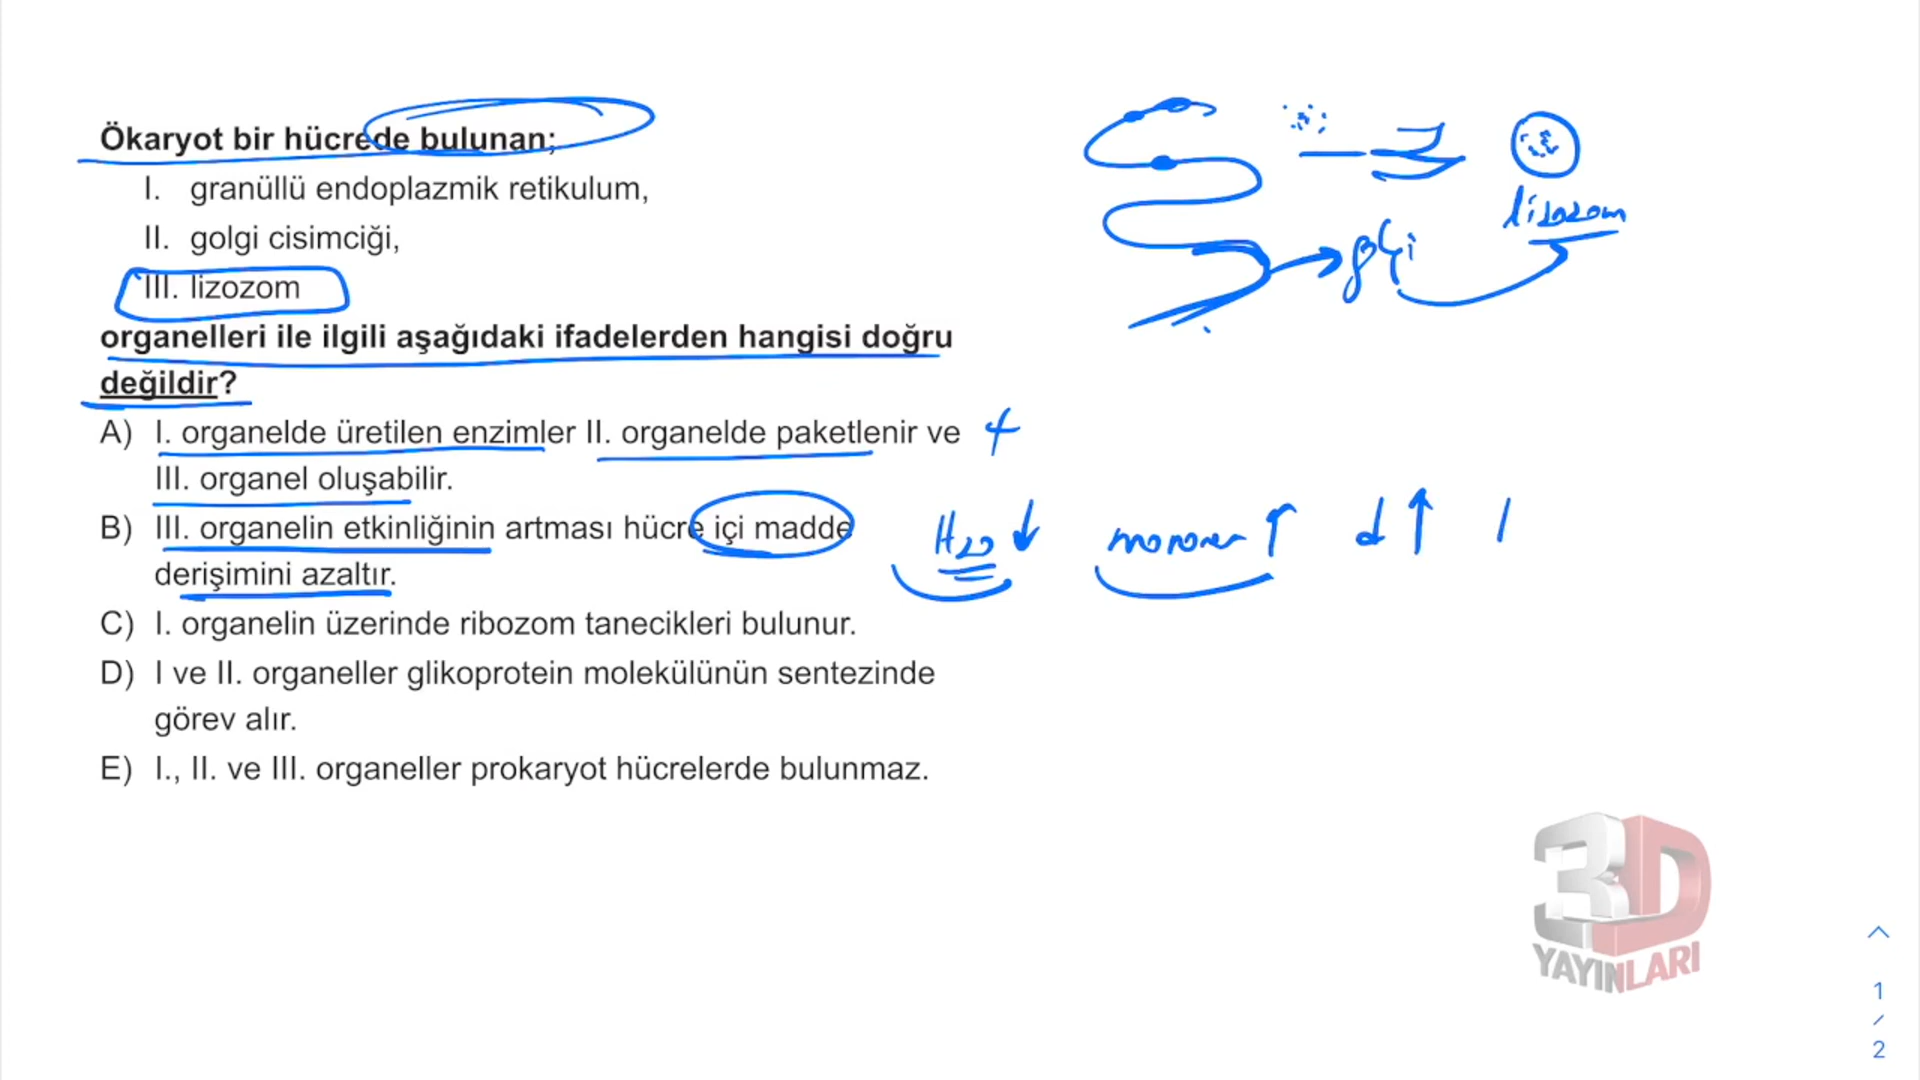 Ökaryot bir hücrede bulunan;
I. granüllü endoplazmik retikulum,
II. golgi cisimciği,
III. lizozom
organelleri ile ilgili aşağıdaki ifadelerden hangisi doğru
değildir?
A) I. organelde üretilen enzimler II. organelde paketlenir ve
III. organel oluşabilir.
B) III. organelin etkinliğinin artması hücre içi madde
derişimini azaltır.
C) I. organelin üzerinde ribozom tanecikleri bulunur.
D) I ve II. organeller glikoprotein molekülünün sentezinde
görev alır.
E) I., II. ve III. organeller prokaryot hücrelerde bulunmaz.
lizozom
H2O ↓ monomer ↑ d ↑
3D
YAYINLARI
1
/
2